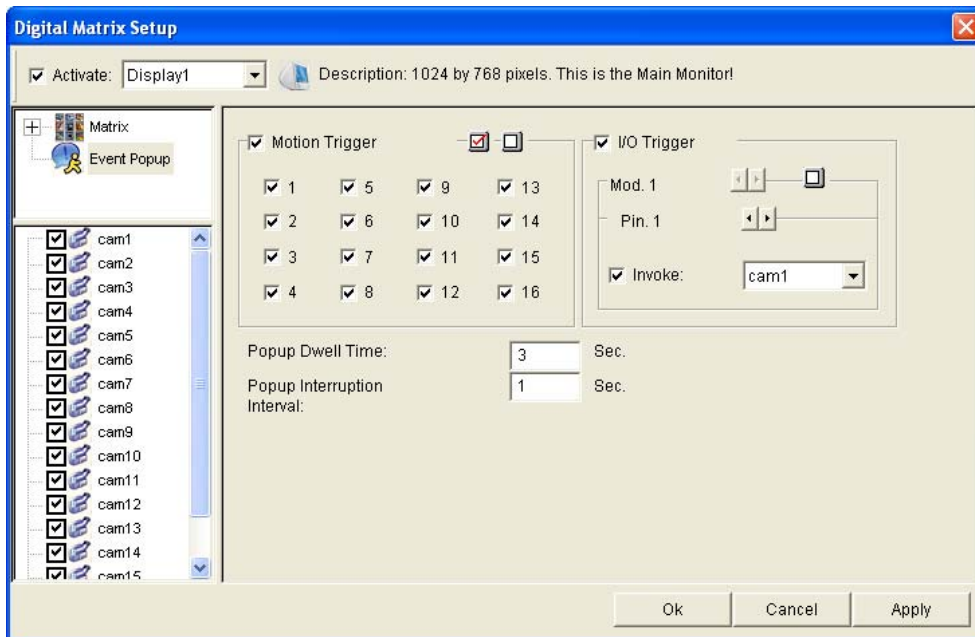 Digital Matrix Setup
Activate: Display1 Description: 1024 by 768 pixels. This is the Main Monitor!
Matrix
Event Popup
cam1
cam2
cam3
cam4
cam5
cam6
cam7
cam8
cam9
cam10
cam11
cam12
cam13
cam14
cam15
Motion Trigger
1 5 9 13
2 6 10 14
3 7 11 15
4 8 12 16
I/O Trigger
Mod. 1
Pin. 1
Invoke: cam1
Popup Dwell Time: 3 Sec.
Popup Interruption 1 Sec.
Interval:
Ok Cancel Apply